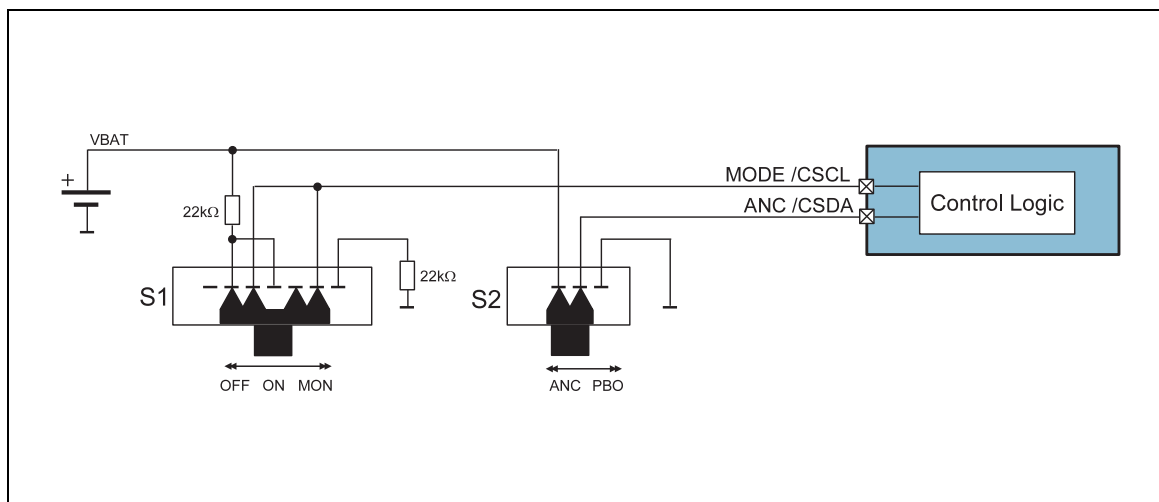 VBAT
+
MODE /CSCL
ANC /CSDA
Control Logic
22kΩ
22kΩ
S1
S2
OFF ON MON
ANC PBO